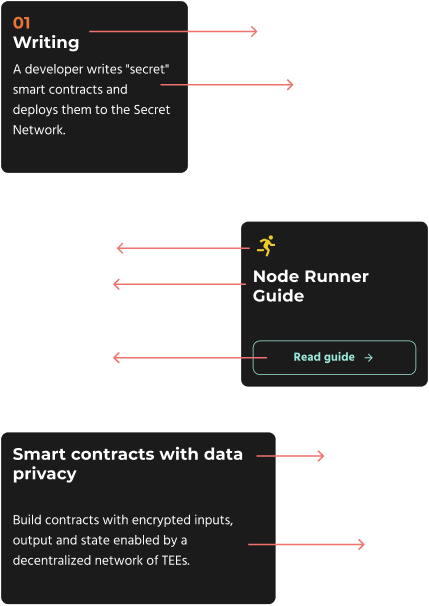 01
Writing
A developer writes "secret"
smart contracts and
deploys them to the Secret
Network.
Node Runner
Guide
Read guide
Smart contracts with data
privacy
Build contracts with encrypted inputs,
output and state enabled by a
decentralized network of TEEs.